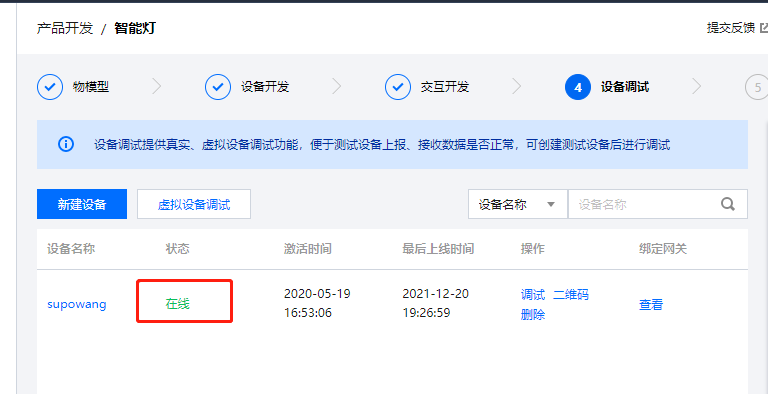 产品开发 / 智能灯 提交反馈
物模型 设备开发 交互开发 4 设备调试 5
设备调试提供真实、虚拟设备调试功能，便于测试设备上报、接收数据是否正常，可创建测试设备后进行调试
新建设备 虚拟设备调试 设备名称 设备名称
设备名称 状态 激活时间 最后上线时间 操作 绑定网关
supowang 在线 2020-05-19 2021-12-20 调试 二维码 查看
16:53:06 19:26:59 删除